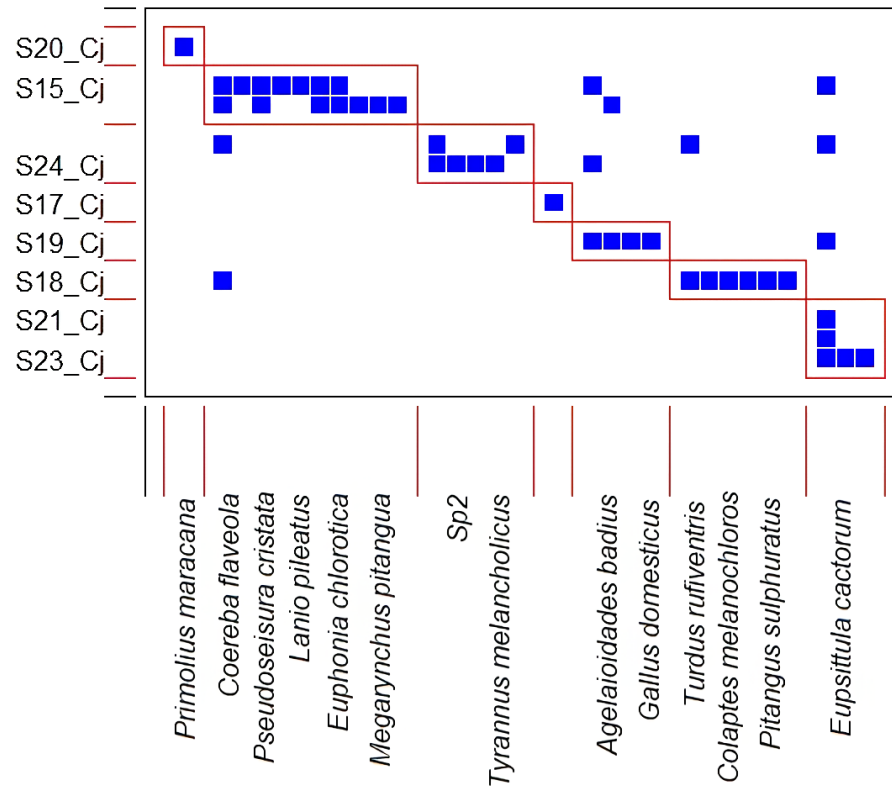 S20_Cj
S15_Cj
S24_Cj
S17_Cj
S19_Cj
S18_Cj
S21_Cj
S23_Cj
Primolius maracana
Coereba flaveola
Pseudoseisura cristata
Lanio pileatus
Euphonia chlorotica
Megarynchus pitangua
Sp2
Tyrannus melancholicus
Agelaioidades badius
Gallus domesticus
Turdus rufiventris
Colaptes melanochloros
Pitangus sulphuratus
Eupsittula cactorum